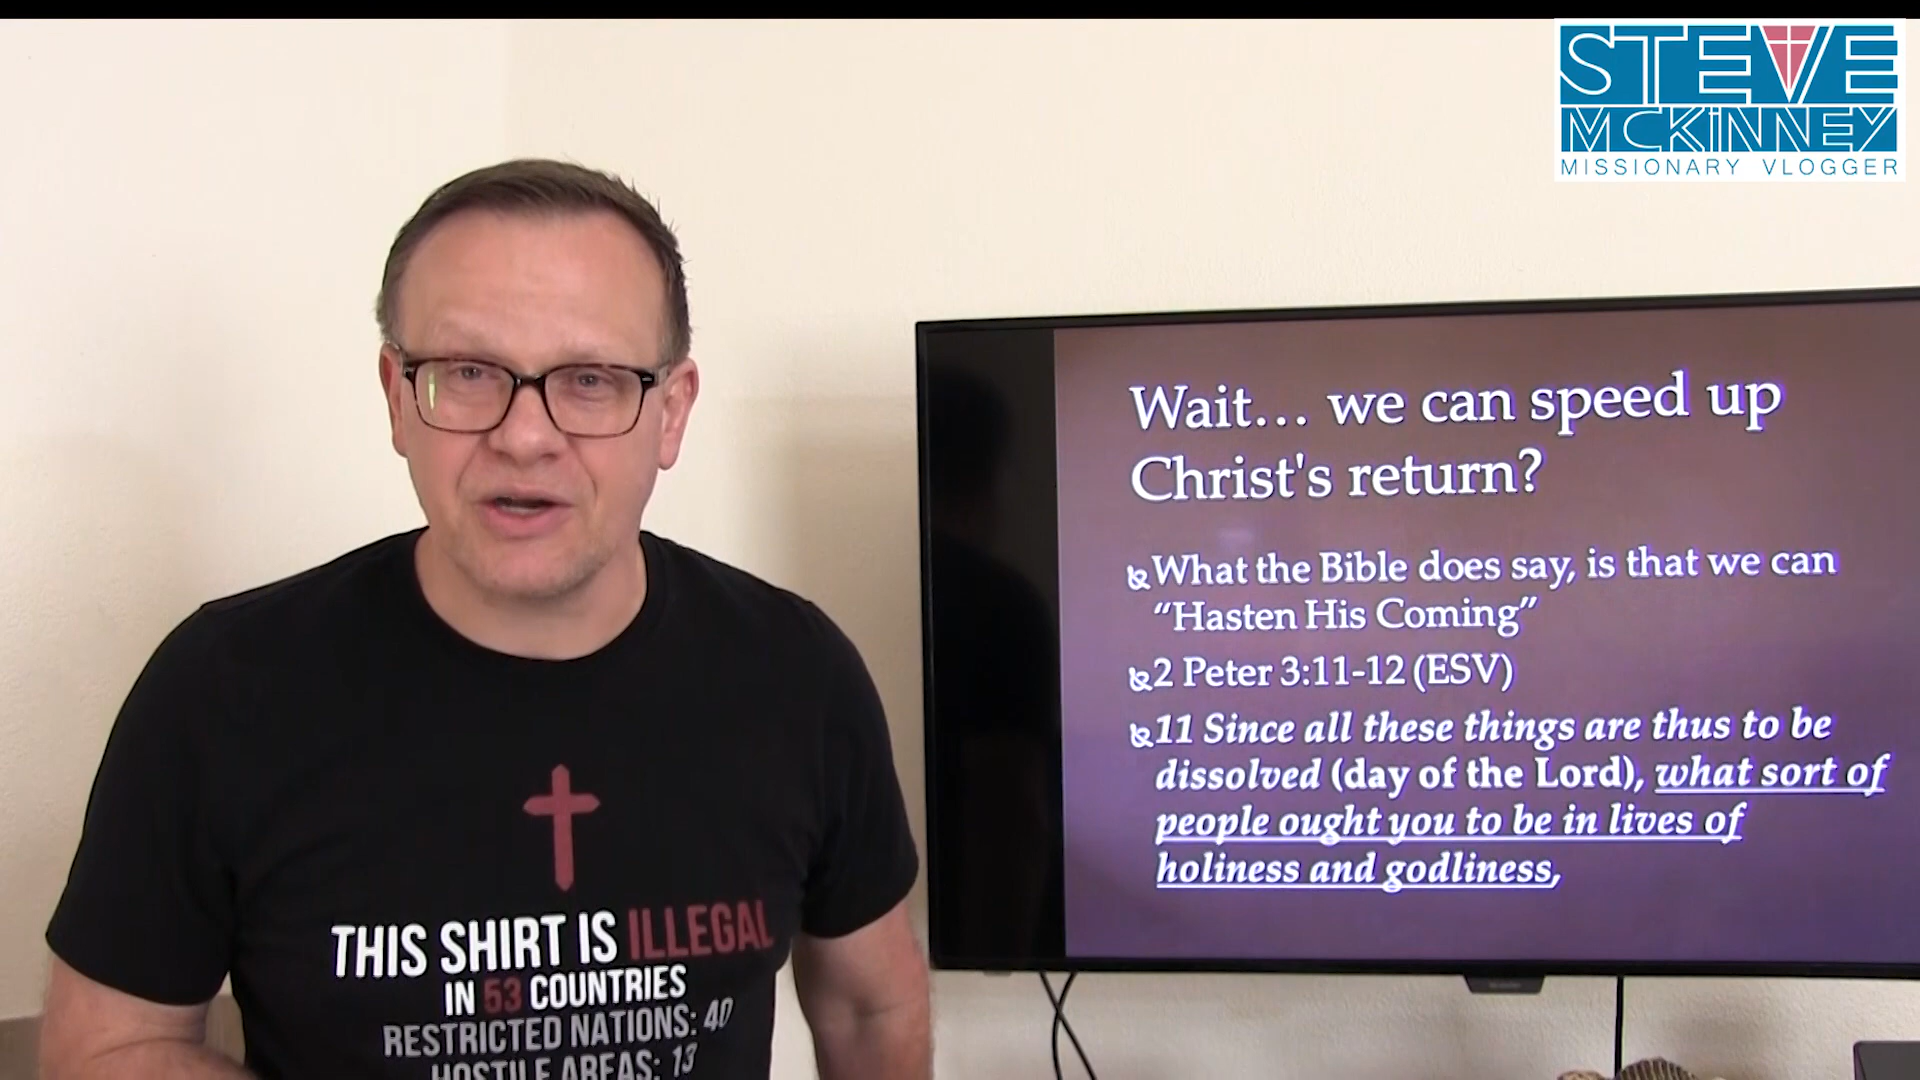 STEVE
MCKiNNEY
MISSIONARY VLOGGER
Wait... we can speed up
Christ's return?
What the Bible does say, is that we can
“Hasten His Coming”
2 Peter 3:11-12 (ESV)
11 Since all these things are thus to be
dissolved (day of the Lord), what sort of
people ought you to be in lives of
holiness and godliness,
THIS SHIRT IS ILLEGAL
IN 53 COUNTRIES
RESTRICTED NATIONS: 40
HOSTILE AREAS: 13